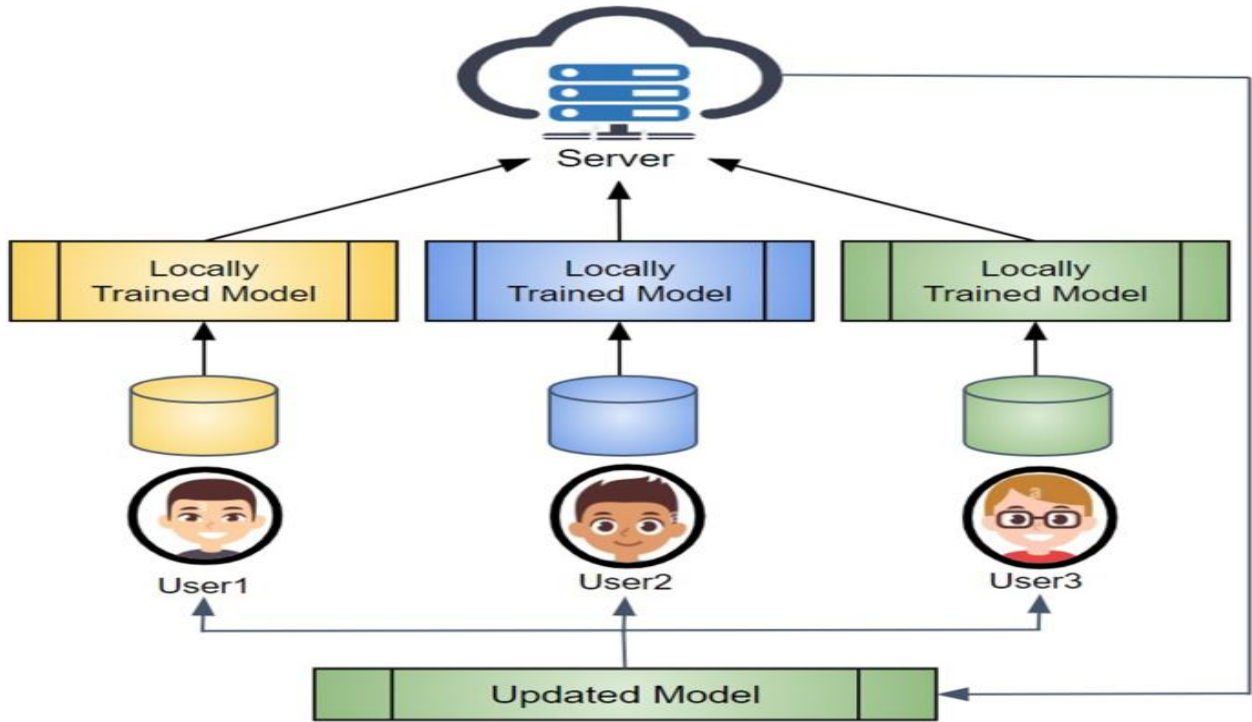 Server
Locally
Trained Model
Locally
Trained Model
Locally
Trained Model
User1
User2
User3
Updated Model